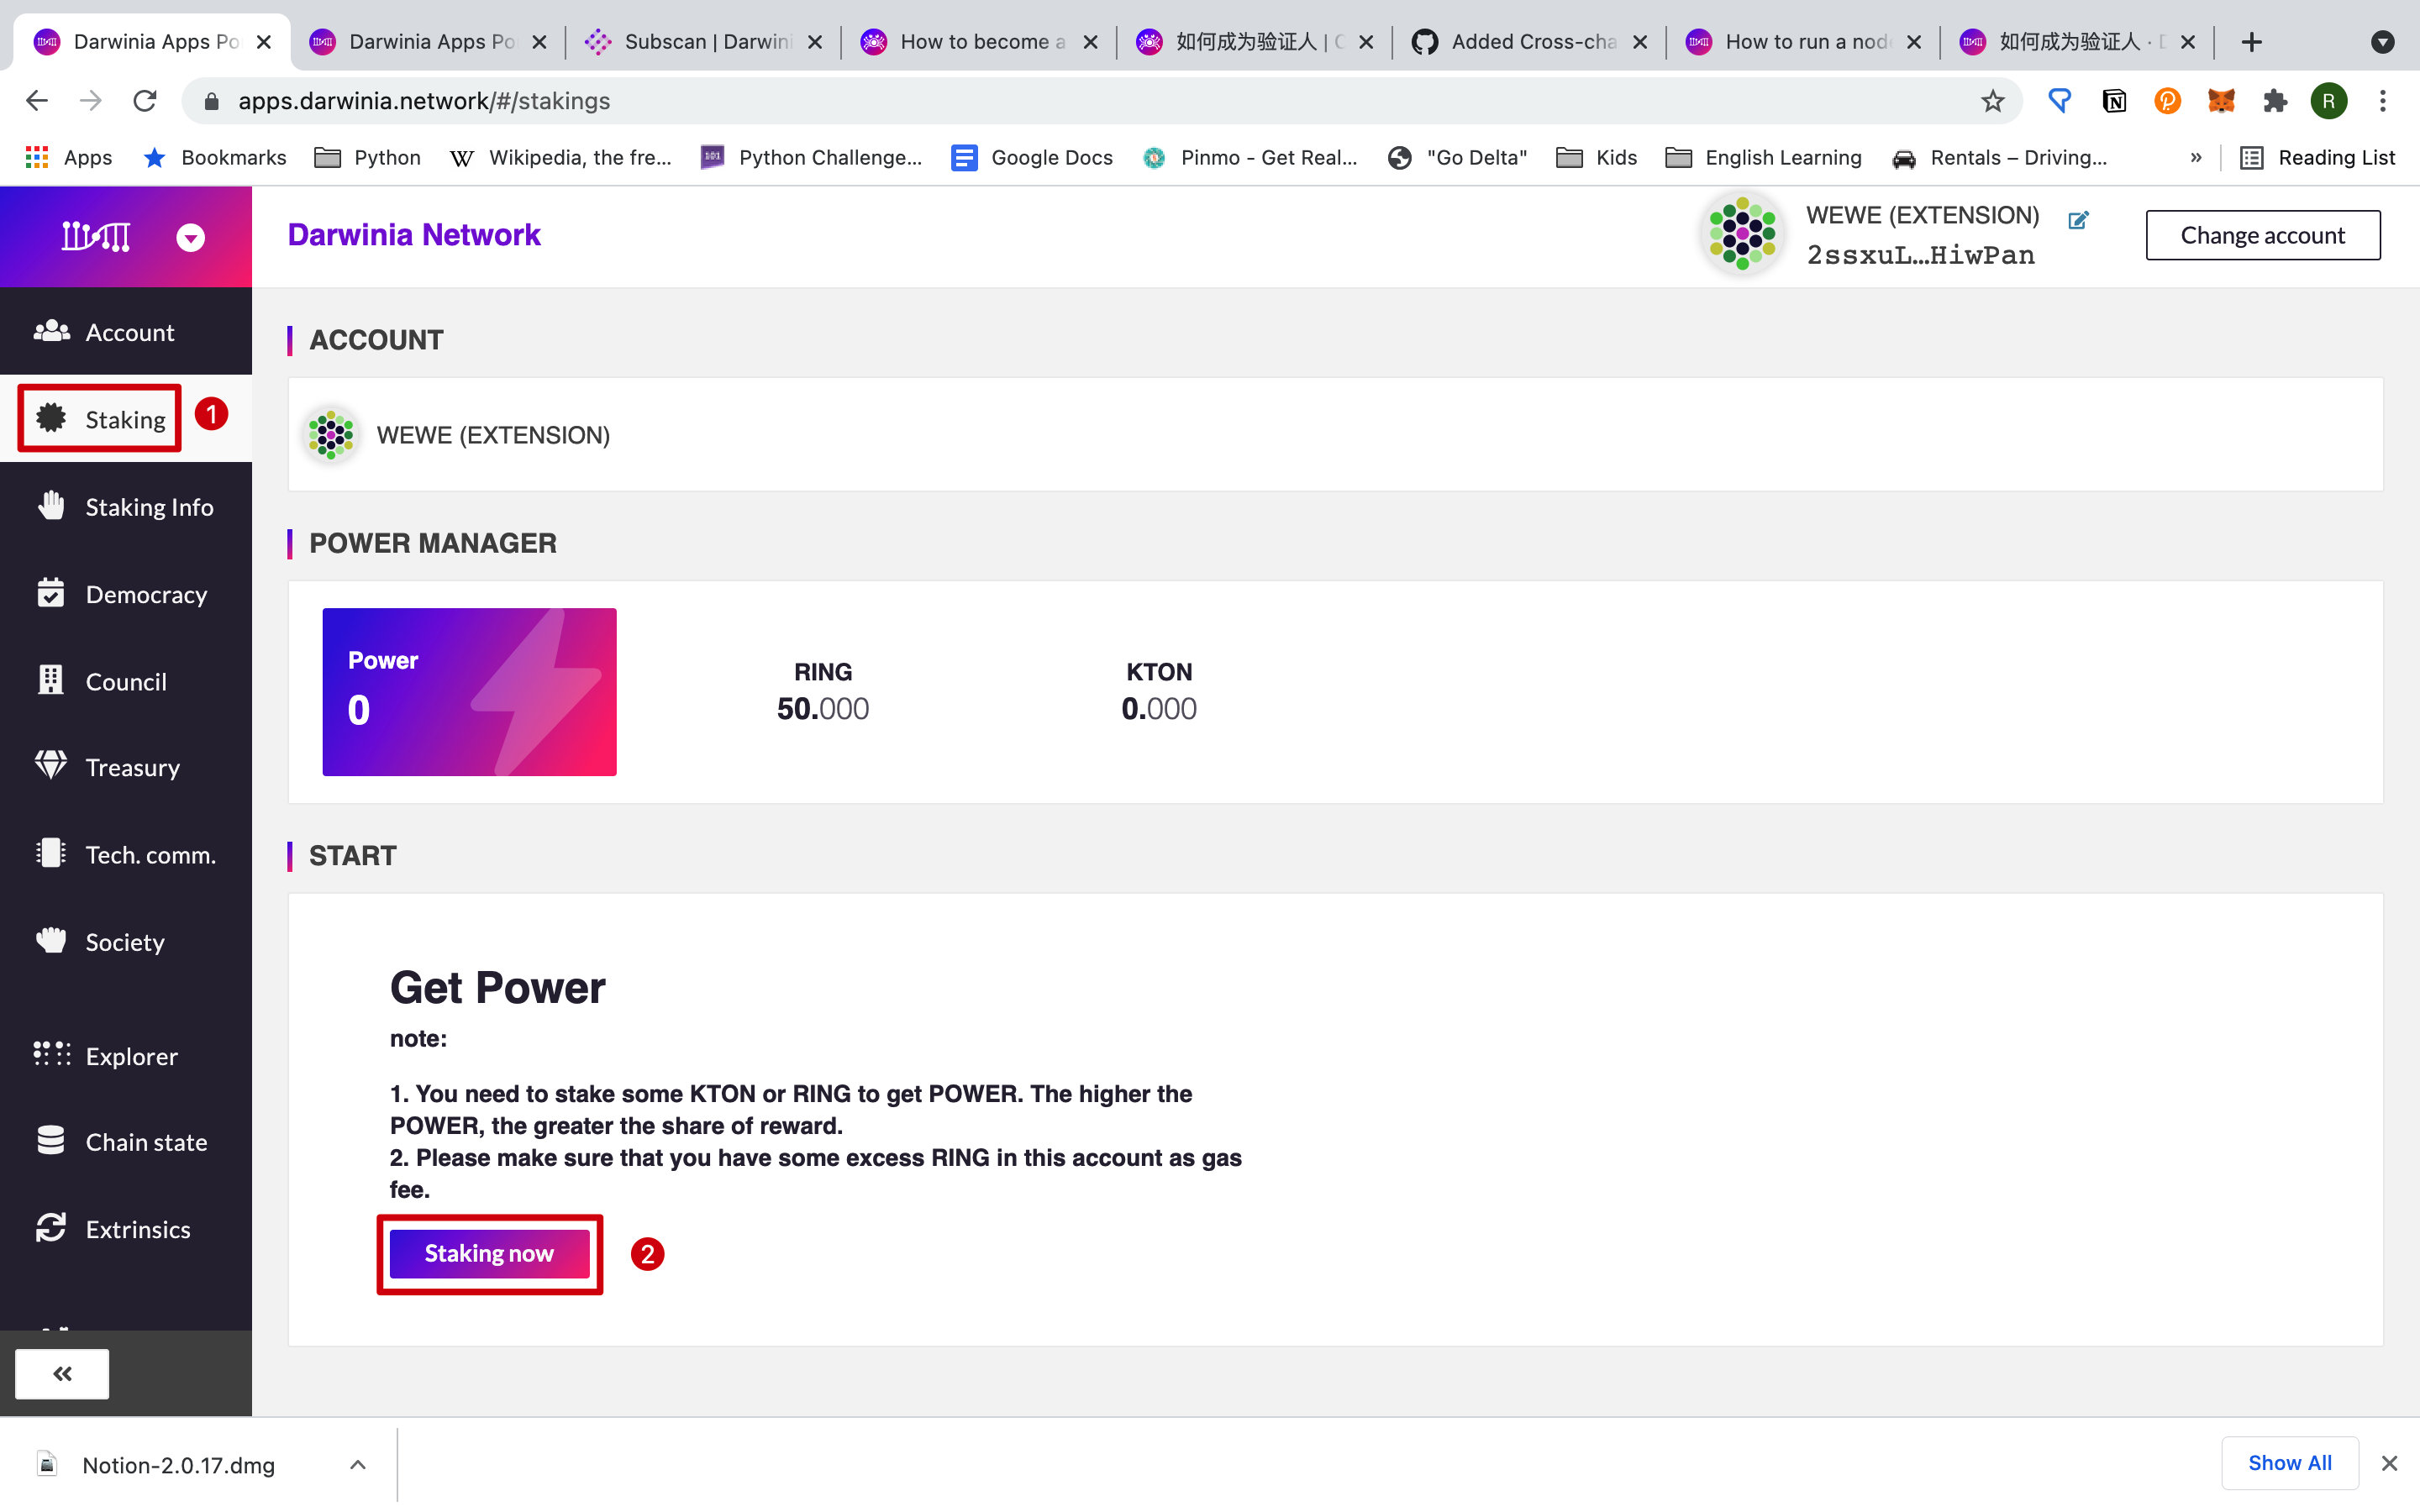 Darwinia Apps Po
Darwinia Apps Po
Subscan | Darwini
How to become a
如何成为验证人 | C
Added Cross-cha
How to run a node
如何成为验证人 · D
apps.darwinia.network/#/stakings
R
Apps
Bookmarks
Python
Wikipedia, the fre...
Python Challenge...
Google Docs
Pinmo - Get Real...
"Go Delta"
Kids
English Learning
Rentals – Driving...
»
Reading List
Darwinia Network
WEWE (EXTENSION)
2ssxuL…HiwPan
Change account
Account
Staking
1
Staking Info
Democracy
Council
Treasury
Tech. comm.
Society
Explorer
Chain state
Extrinsics
ACCOUNT
WEWE (EXTENSION)
POWER MANAGER
Power
0
RING
50.000
KTON
0.000
START
Get Power
note:
1. You need to stake some KTON or RING to get POWER. The higher the
POWER, the greater the share of reward.
2. Please make sure that you have some excess RING in this account as gas
fee.
Staking now
2
Notion-2.0.17.dmg
Show All